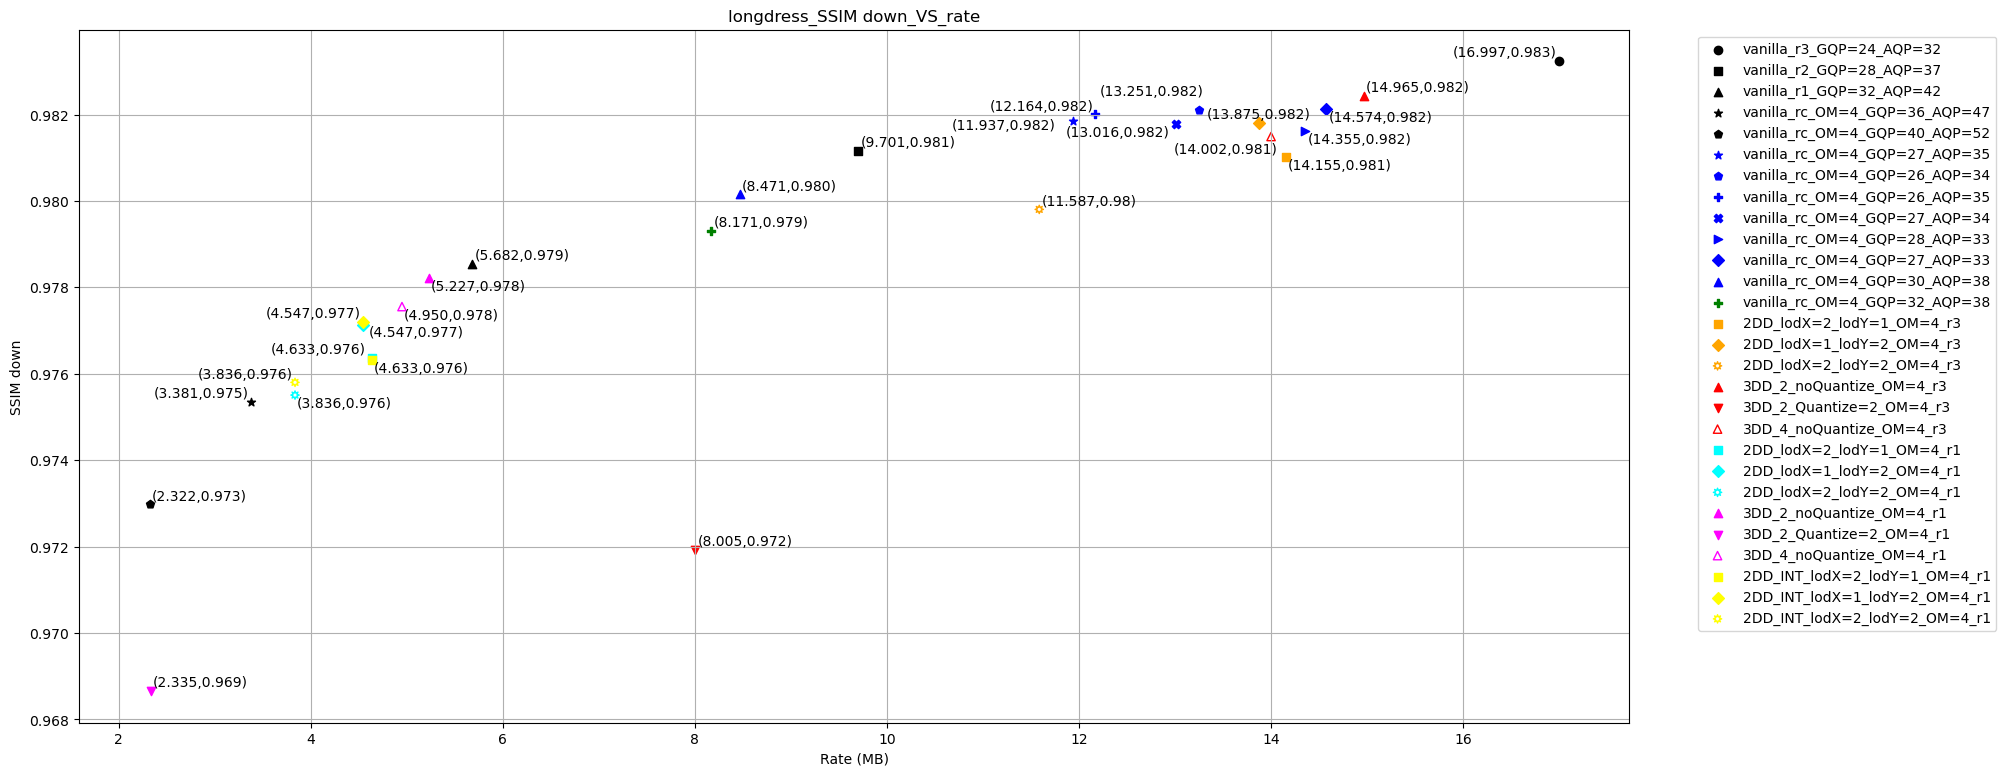 longdress_SSIM down_VS_rate
SSIM down
0.982
0.980
0.978
0.976
0.974
0.972
0.970
0.968
(16.997,0.983)
(14.965,0.982)
(13.251,0.982)
(12.164,0.982)
(13.875,0.982)
(14.574,0.982)
(11.937,0.982)
(13.016,0.982)
(14.355,0.982)
(9.701,0.981)
(14.002,0.981)
(14.155,0.981)
(8.471,0.980)
(11.587,0.98)
(8.171,0.979)
(5.682,0.979)
(5.227,0.978)
(4.547,0.977)
(4.950,0.978)
(4.547,0.977)
(4.633,0.976)
(4.633,0.976)
(3.836,0.976)
(3.381,0.975)
(3.836,0.976)
(2.322,0.973)
(8.005,0.972)
(2.335,0.969)
2
4
6
8
10
12
14
16
Rate (MB)
vanilla_r3_GQP=24_AQP=32
vanilla_r2_GQP=28_AQP=37
vanilla_r1_GQP=32_AQP=42
vanilla_rc_OM=4_GQP=36_AQP=47
vanilla_rc_OM=4_GQP=40_AQP=52
vanilla_rc_OM=4_GQP=27_AQP=35
vanilla_rc_OM=4_GQP=26_AQP=34
vanilla_rc_OM=4_GQP=26_AQP=35
vanilla_rc_OM=4_GQP=27_AQP=34
vanilla_rc_OM=4_GQP=28_AQP=33
vanilla_rc_OM=4_GQP=27_AQP=33
vanilla_rc_OM=4_GQP=30_AQP=38
vanilla_rc_OM=4_GQP=32_AQP=38
2DD_lodX=2_lodY=1_OM=4_r3
2DD_lodX=1_lodY=2_OM=4_r3
2DD_lodX=2_lodY=2_OM=4_r3
3DD_2_noQuantize_OM=4_r3
3DD_2_Quantize=2_OM=4_r3
3DD_4_noQuantize_OM=4_r3
2DD_lodX=2_lodY=1_OM=4_r1
2DD_lodX=1_lodY=2_OM=4_r1
2DD_lodX=2_lodY=2_OM=4_r1
3DD_2_noQuantize_OM=4_r1
3DD_2_Quantize=2_OM=4_r1
3DD_4_noQuantize_OM=4_r1
2DD_INT_lodX=2_lodY=1_OM=4_r1
2DD_INT_lodX=1_lodY=2_OM=4_r1
2DD_INT_lodX=2_lodY=2_OM=4_r1